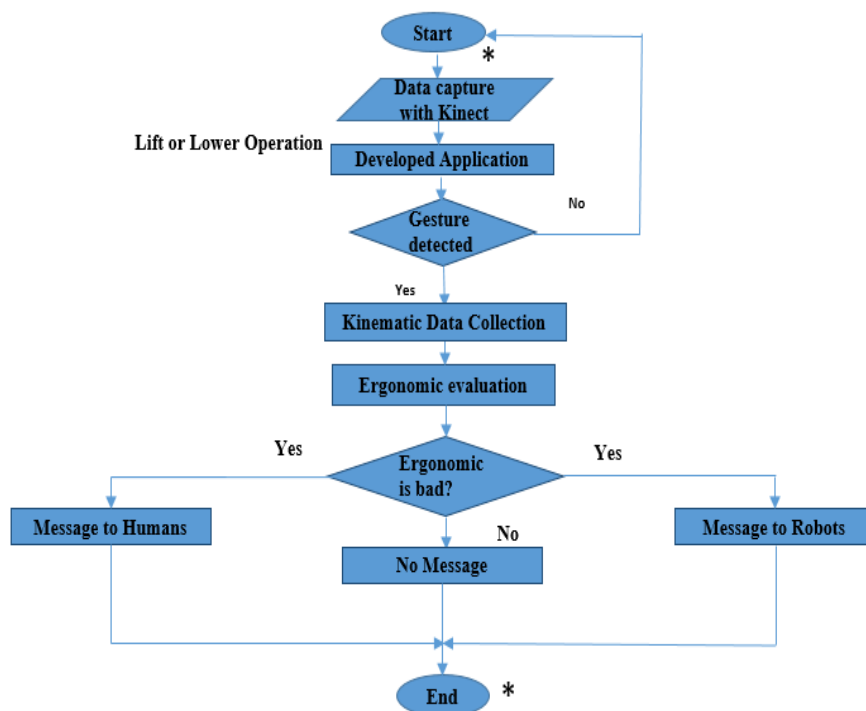 Start
*
Data capture
with Kinect
Lift or Lower Operation
Developed Application
Gesture
detected
No
Yes
Kinematic Data Collection
Ergonomic evaluation
Yes
Ergonomic
is bad?
Yes
Message to Humans
No
No Message
Message to Robots
End
*